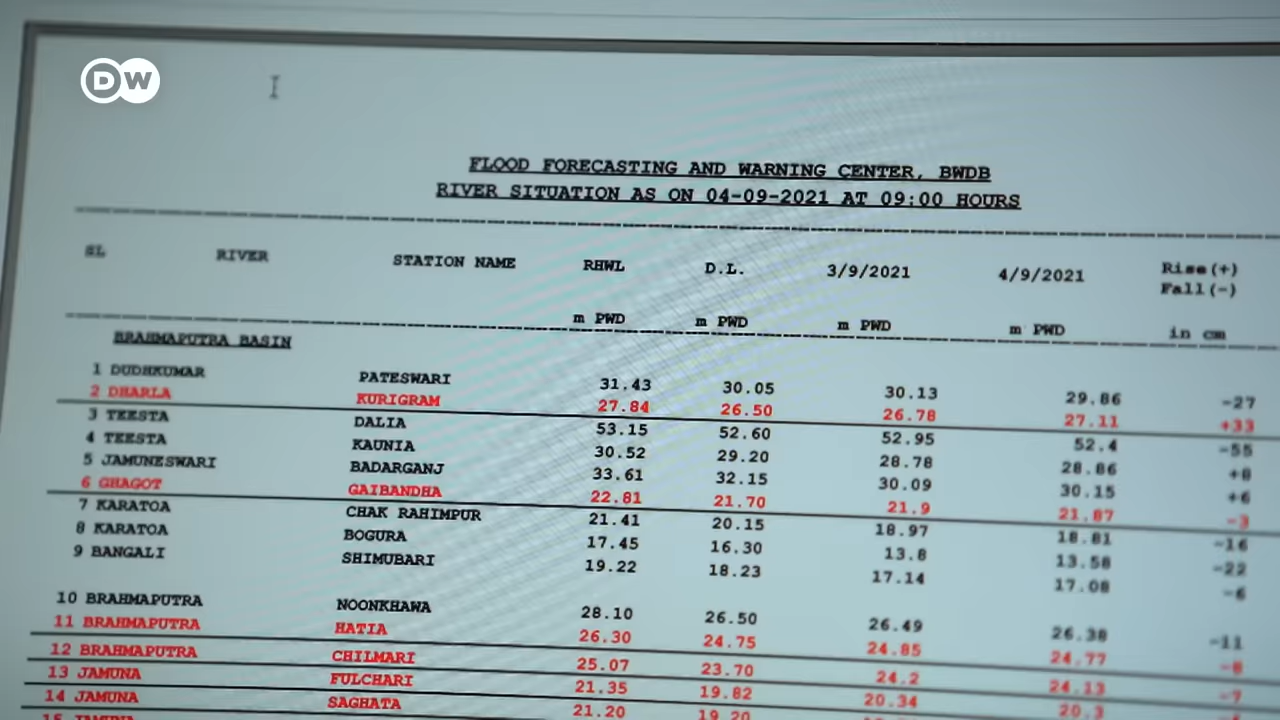 DW
FLOOD FORECASTING AND WARNING CENTER, BWDB
RIVER SITUATION AS ON 04-09-2021 AT 09:00 HOURS
SL RIVER STATION NAME RHWL D.L. 3/9/2021 4/9/2021 Rise(+)
Fall(-)
m PWD m PWD m PWD m PWD in cm
BRAHMAPUTRA BASIN
1 DUDHKUMAR PATESWARI 31.43 30.05 30.13 29.86 -27
2 DHARLA KURIGRAM 27.84 26.50 26.78 27.11 +33
3 TEESTA DALIA 53.15 52.60 52.95 52.4 -55
4 TEESTA KAUNIA 30.52 29.20 28.78 28.86 +8
5 JAMUNESWARI BADARGANJ 33.61 32.15 30.09 30.15 +6
6 GHAGOT GAIBANDHA 22.81 21.70 21.9 21.87 -3
7 KARATOA CHAK RAHIMPUR 21.41 20.15 18.97 18.81 -16
8 KARATOA BOGURA 17.45 16.30 13.8 13.58 -22
9 BANGALI SHIMUBARI 19.22 18.23 17.14 17.08 -6
10 BRAHMAPUTRA NOONKHAWA 28.10 26.50 26.49 26.38 -11
11 BRAHMAPUTRA HATIA 26.30 24.75 24.85 24.77 -8
12 BRAHMAPUTRA CHILMARI 25.07 23.70 24.2 24.13 -7
13 JAMUNA FULCHARI 21.35 19.82 20.34 20.3
14 JAMUNA SAGHATA 21.20 19.20
15 JAMUNA